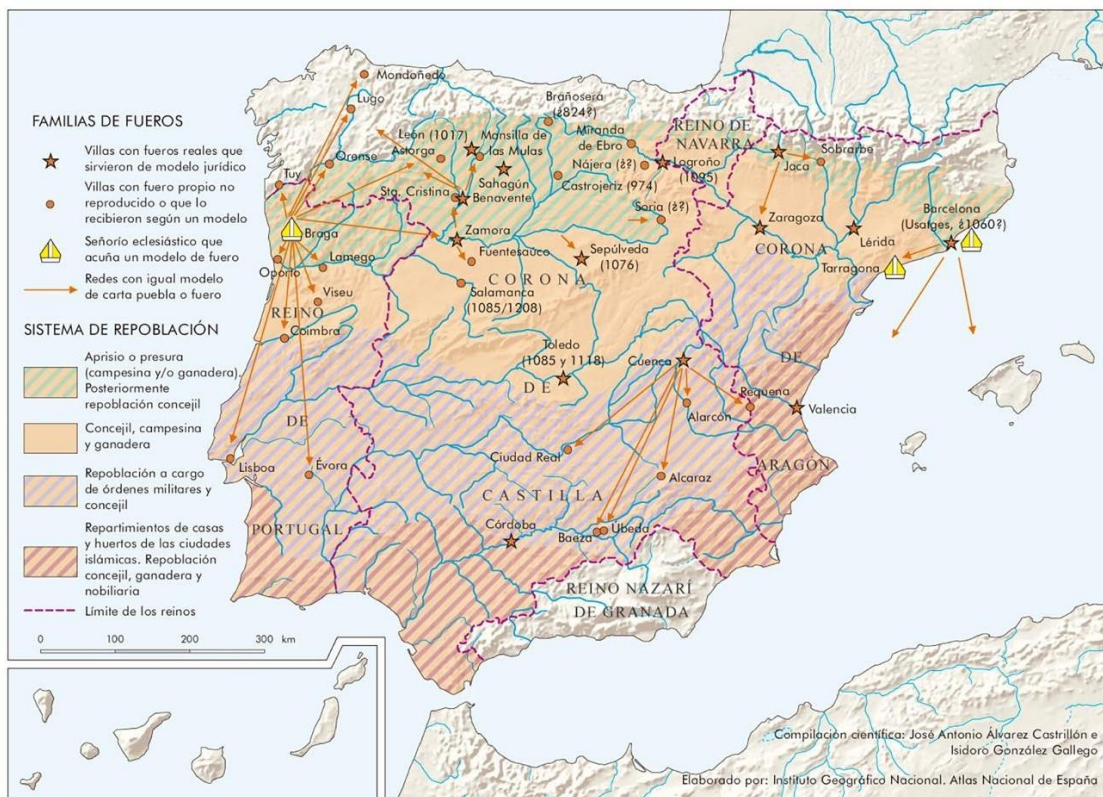 FAMILIAS DE FUEROS
Villas con fueros reales que
sirvieron de modelo jurídico
Villas con fuero propio no
reproducido o que lo
recibieron según un modelo
Señorío eclesiástico que
acuña un modelo de fuero
Redes con igual modelo
de carta puebla o fuero
SISTEMA DE REPOBLACIÓN
Aprisio o presura
(campesina y/o ganadera).
Posteriormente
repoblación concejil
Concejil, campesina
y ganadera
Repoblación a cargo
de órdenes militares y
concejil
Repartimientos de casas
y huertos de las ciudades
islámicas. Repoblación
concejil, ganadera y
nobiliaria
Límite de los reinos
0 100 200 300 km
Mondoñedo
Lugo
Orense
Tuy
Braga
Oporto
Lamego
Viseu
REINO
Coimbra
DE
Lisboa
Évora
PORTUGAL
Brañosera
(¿824?)
León (1017)
Mansilla de
las Mulas
Astorga
Sahagún
Sta. Cristina
Benavente
Castrojeriz (974)
Miranda
de Ebro
Nájera (¿?)
Logroño
(1095)
Soria (¿?)
Zamora
Fuentesaúco
Sepúlveda
(1076)
CORONA
Salamanca
(1085/1208)
Toledo
(1085 y 1118)
DE
Cuenca
Alarcón
Requena
Ciudad Real
Alcaraz
CASTILLA
Córdoba
Baeza
Úbeda
REINO DE
NAVARRA
Jaca
Sobrarbe
Zaragoza
Lérida
Barcelona
(Usatges, ¿1060?)
CORONA
Tarragona
DE
Valencia
ARAGÓN
REINO NAZARÍ
DE GRANADA
Compilación científica: José Antonio Álvarez Castrillón e
Isidoro González Gallego
Elaborado por: Instituto Geográfico Nacional. Atlas Nacional de España